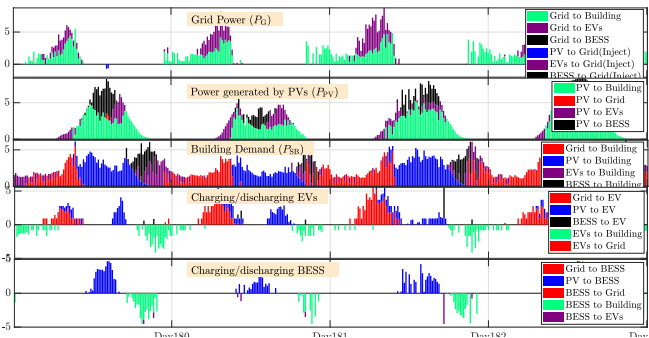 Grid Power (P_G)
Grid to Building
Grid to EVs
Grid to BESS
PV to Grid(Inject)
EVs to Grid(Inject)
BESS to Grid(Inject)
5
0
Power generated by PVs (P_PV)
PV to Building
PV to Grid
PV to EVs
PV to BESS
5
0
Building Demand (P_SB)
Grid to Building
PV to Building
EVs to Building
BESS to Building
5
0
Charging/discharging EVs
Grid to EV
PV to EV
BESS to EV
EVs to Building
EVs to Grid
5
0
-5
Charging/discharging BESS
Grid to BESS
PV to BESS
BESS to Grid
BESS to Building
BESS to EVs
5
0
-5
Day180
Day181
Day182